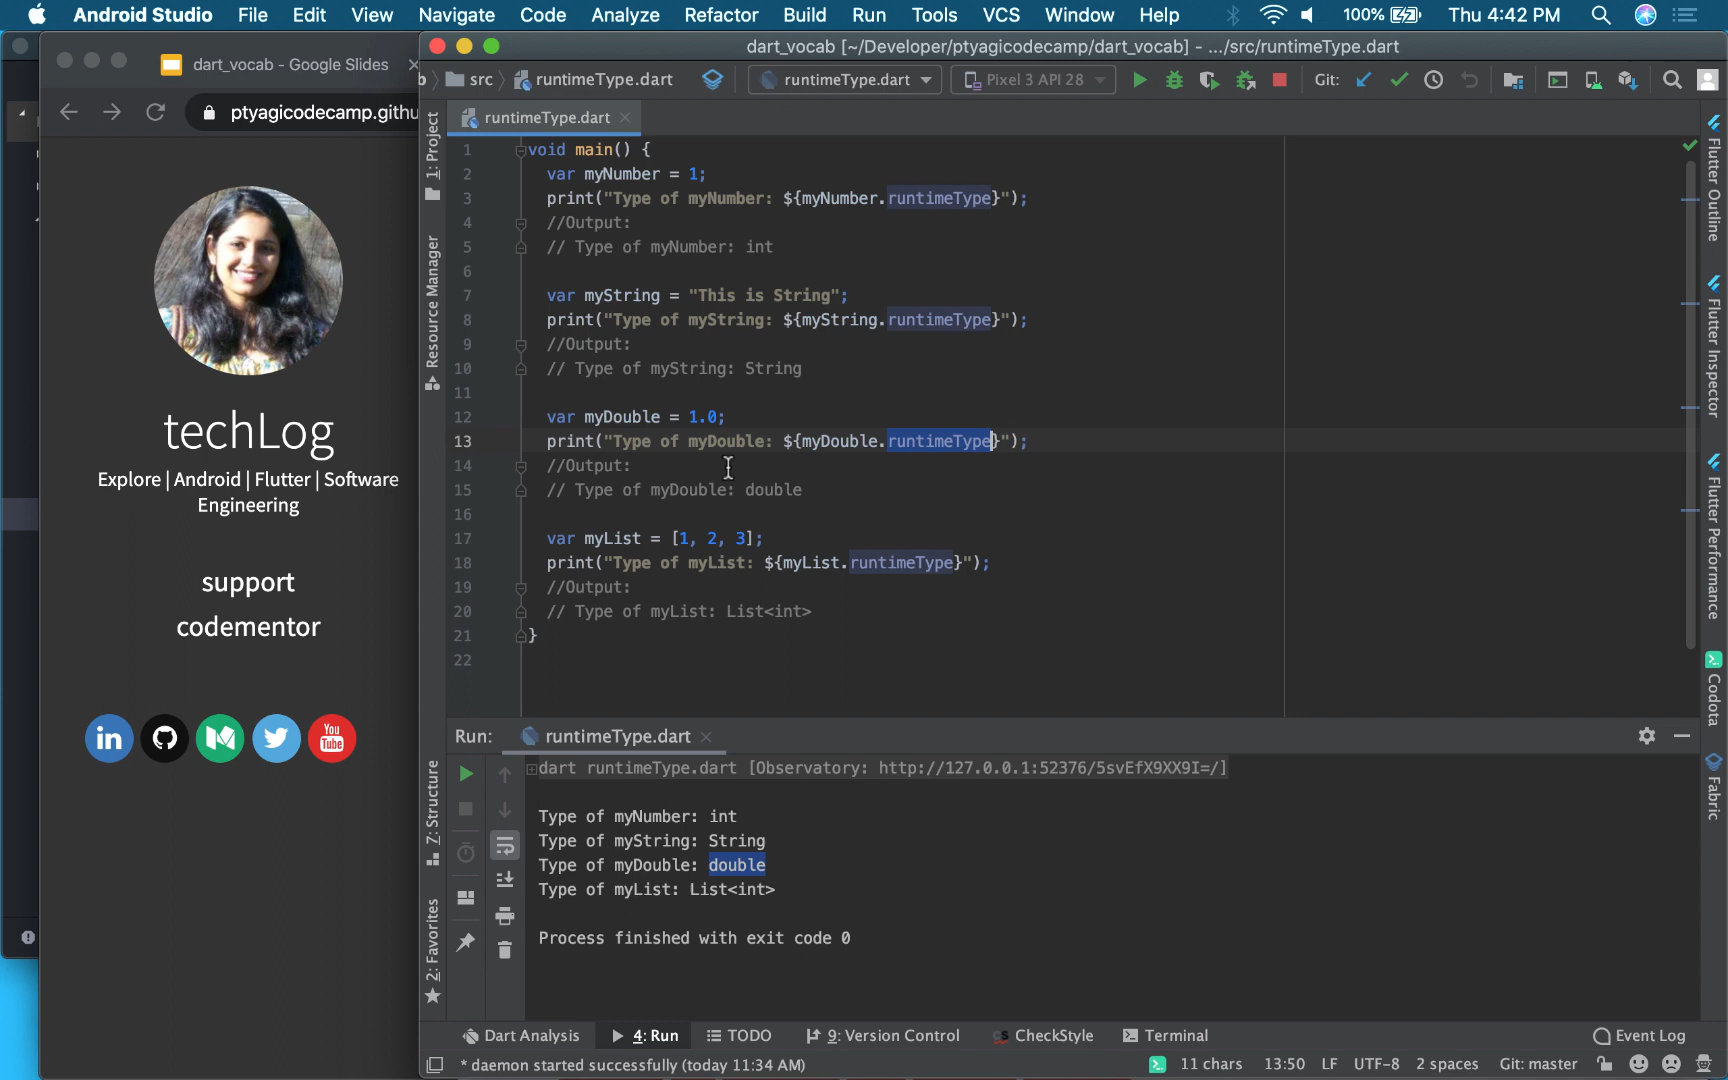 Android Studio File Edit View Navigate Code Analyze Refactor Build Run Tools VCS Window Help 100% Thu 4:42 PM
dart_vocab - Google Slides
dart_vocab [~/Developer/ptyagicodecamp/dart_vocab] - .../src/runtimeType.dart
b src runtimeType.dart runtimeType.dart Pixel 3 API 28 Git:
ptyagicodecamp.githu
runtimeType.dart
1 void main() {
2 var myNumber = 1;
3 print("Type of myNumber: ${myNumber.runtimeType}");
4 //Output:
5 // Type of myNumber: int
6
7 var myString = "This is String";
8 print("Type of myString: ${myString.runtimeType}");
9 //Output:
10 // Type of myString: String
11
12 var myDouble = 1.0;
13 print("Type of myDouble: ${myDouble.runtimeType}");
14 //Output:
15 // Type of myDouble: double
16
17 var myList = [1, 2, 3];
18 print("Type of myList: ${myList.runtimeType}");
19 //Output:
20 // Type of myList: List<int>
21 }
22
techLog
Explore | Android | Flutter | Software
Engineering
support
codementor
in
You
Tube
1: Project
Resource Manager
Z: Structure
2: Favorites
Flutter Outline
Flutter Inspector
Flutter Performance
Codota
Fabric
Run: runtimeType.dart
dart runtimeType.dart [Observatory: http://127.0.0.1:52376/5svEfX9XX9I=/]
Type of myNumber: int
Type of myString: String
Type of myDouble: double
Type of myList: List<int>
Process finished with exit code 0
Dart Analysis 4: Run TODO 9: Version Control CS CheckStyle Terminal Event Log
* daemon started successfully (today 11:34 AM) 11 chars 13:50 LF UTF-8 2 spaces Git: master